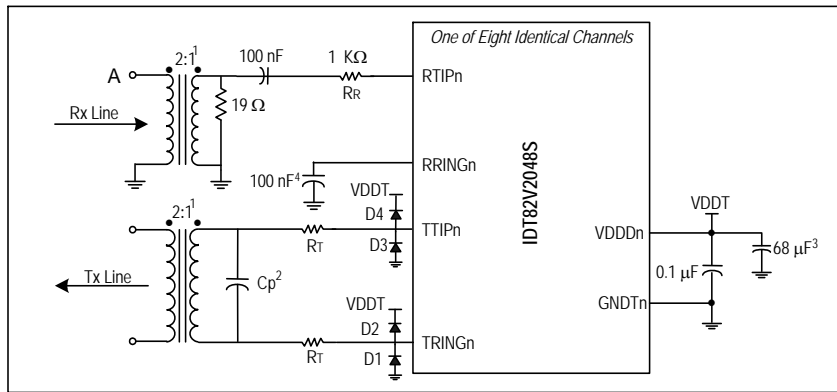 One of Eight Identical Channels
A
2:1¹
100 nF
1 KΩ
RR
RTIPn
19 Ω
Rx Line
RRINGn
100 nF⁴
VDDT
D4
2:1¹
RT
TTIPn
D3
Cp²
Tx Line
VDDT
D2
RT
TRINGn
D1
IDT82V2048S
VDDT
VDDDn
68 µF³
0.1 µF
GNDTn